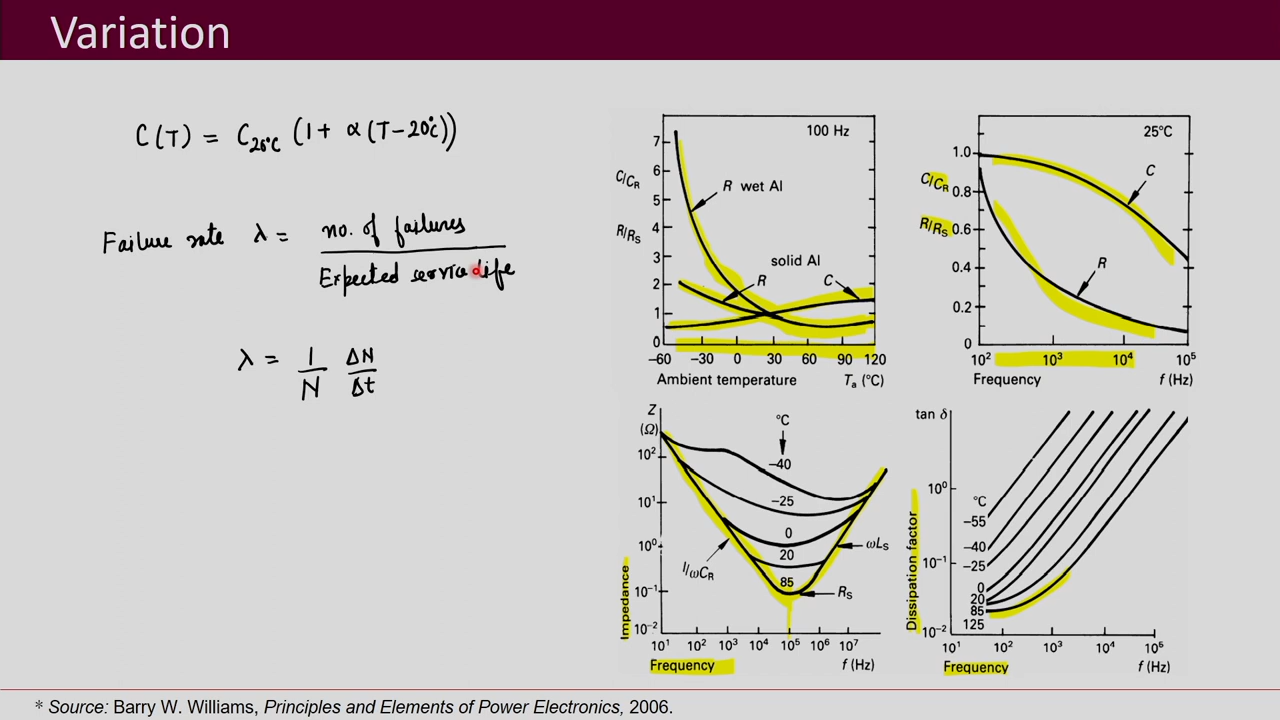 Variation
C(T) = C20°C (1 + α(T-20°C))
Failure rate λ = no. of failures
Expected service life
λ = 1 ΔN
N Δt
100 Hz
7
6
C/CR
5
R wet Al
R/RS
4
3
solid Al
2
R
C
1
0
-60 -30 0 30 60 90 120
Ambient temperature Ta (°C)
25°C
1.0
C/CR
0.8
C
R/RS
0.6
0.4
R
0.2
0
10² 10³ 10⁴ 10⁵
Frequency f (Hz)
Z
(Ω)
°C
10²
-40
10¹
-25
0
10⁰
20
ωLS
I/ωCR
85
10⁻¹
RS
10⁻²
Impedance
10¹ 10² 10³ 10⁴ 10⁵ 10⁶ 10⁷
Frequency f (Hz)
tan δ
10⁰
°C
-55
-40
10⁻¹
-25
0
20
85
125
10⁻²
Dissipation factor
10¹ 10² 10³ 10⁴ 10⁵
Frequency f (Hz)
* Source: Barry W. Williams, Principles and Elements of Power Electronics, 2006.